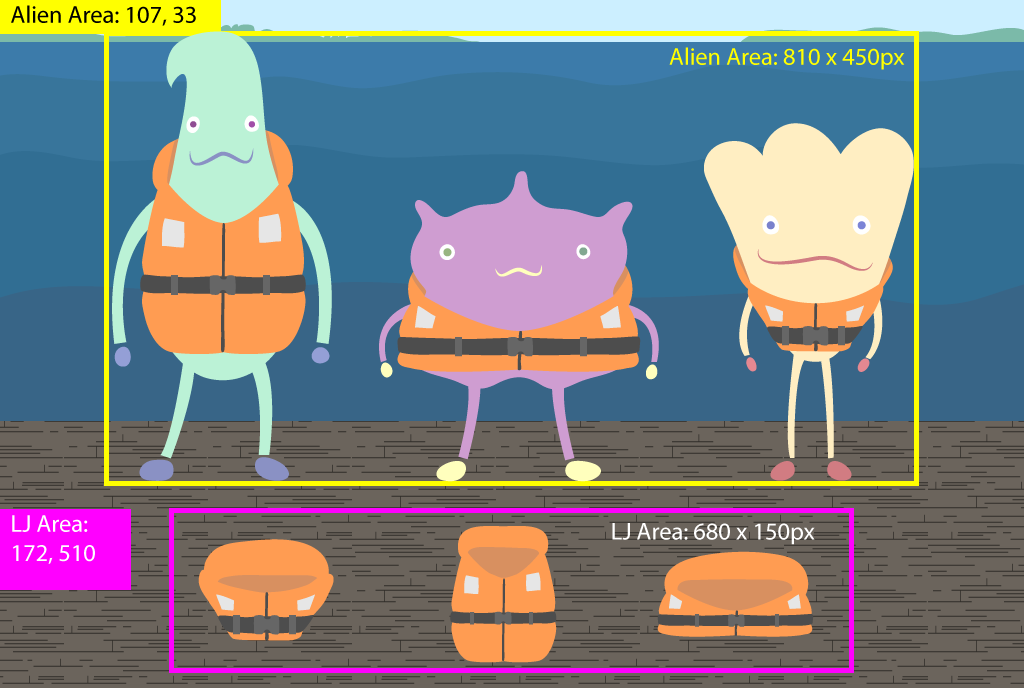 Alien Area: 107, 33
Alien Area: 810 x 450px
LJ Area:
172, 510
LJ Area: 680 x 150px